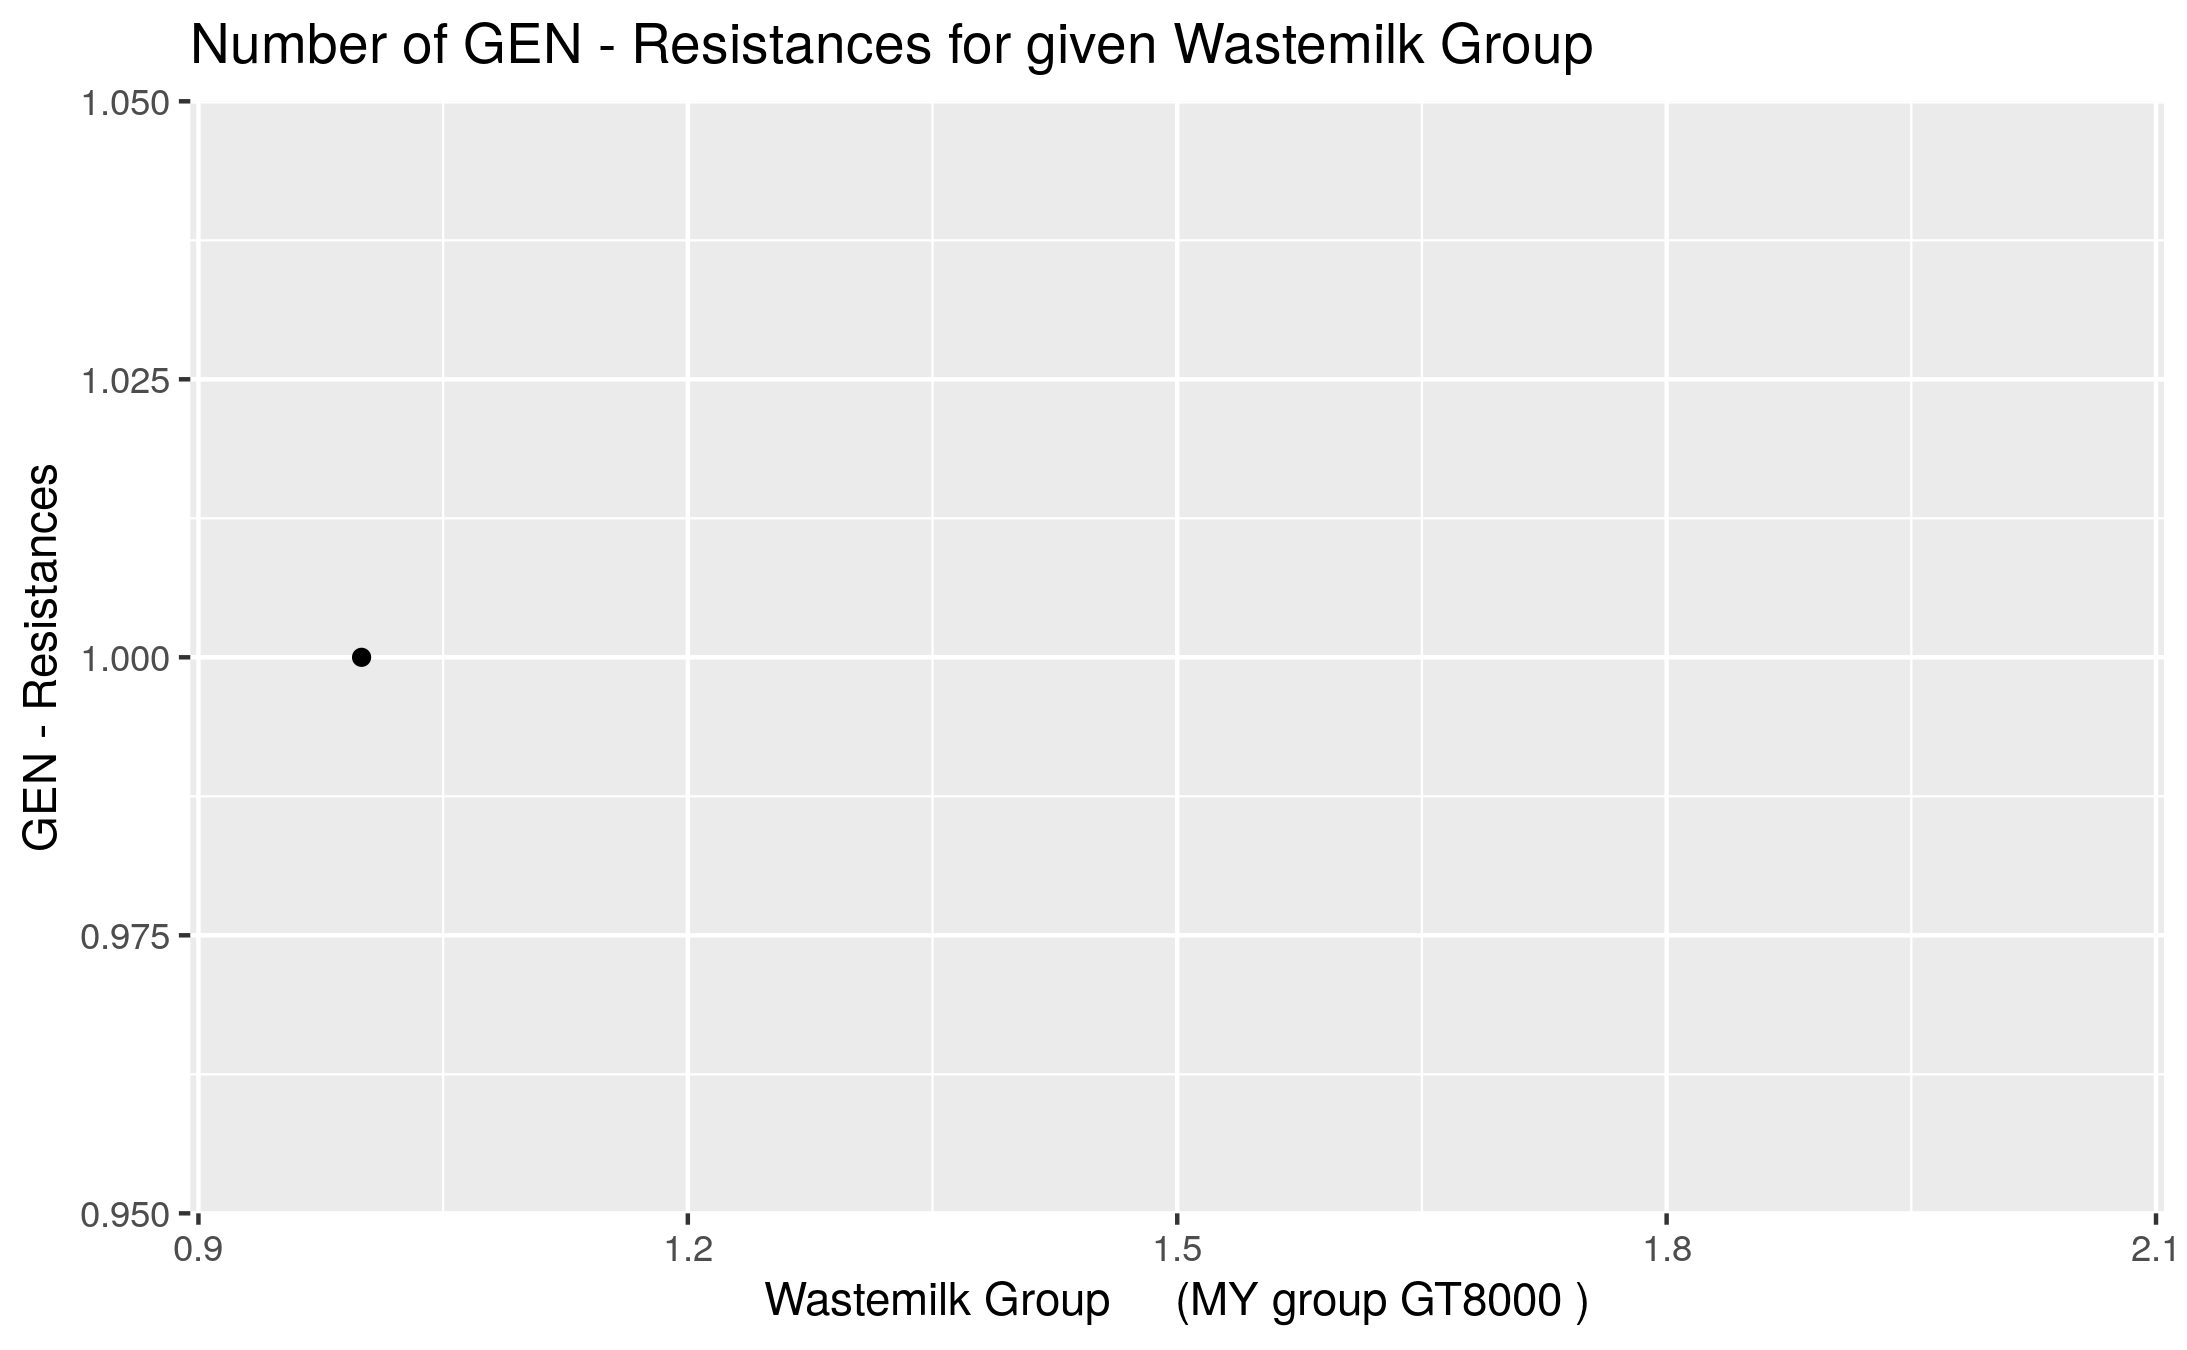 Number of GEN - Resistances for given Wastemilk Group
1.050
1.025
1.000
0.975
0.950
GEN - Resistances
0.9 1.2 1.5 1.8 2.1
Wastemilk Group (MY group GT8000 )